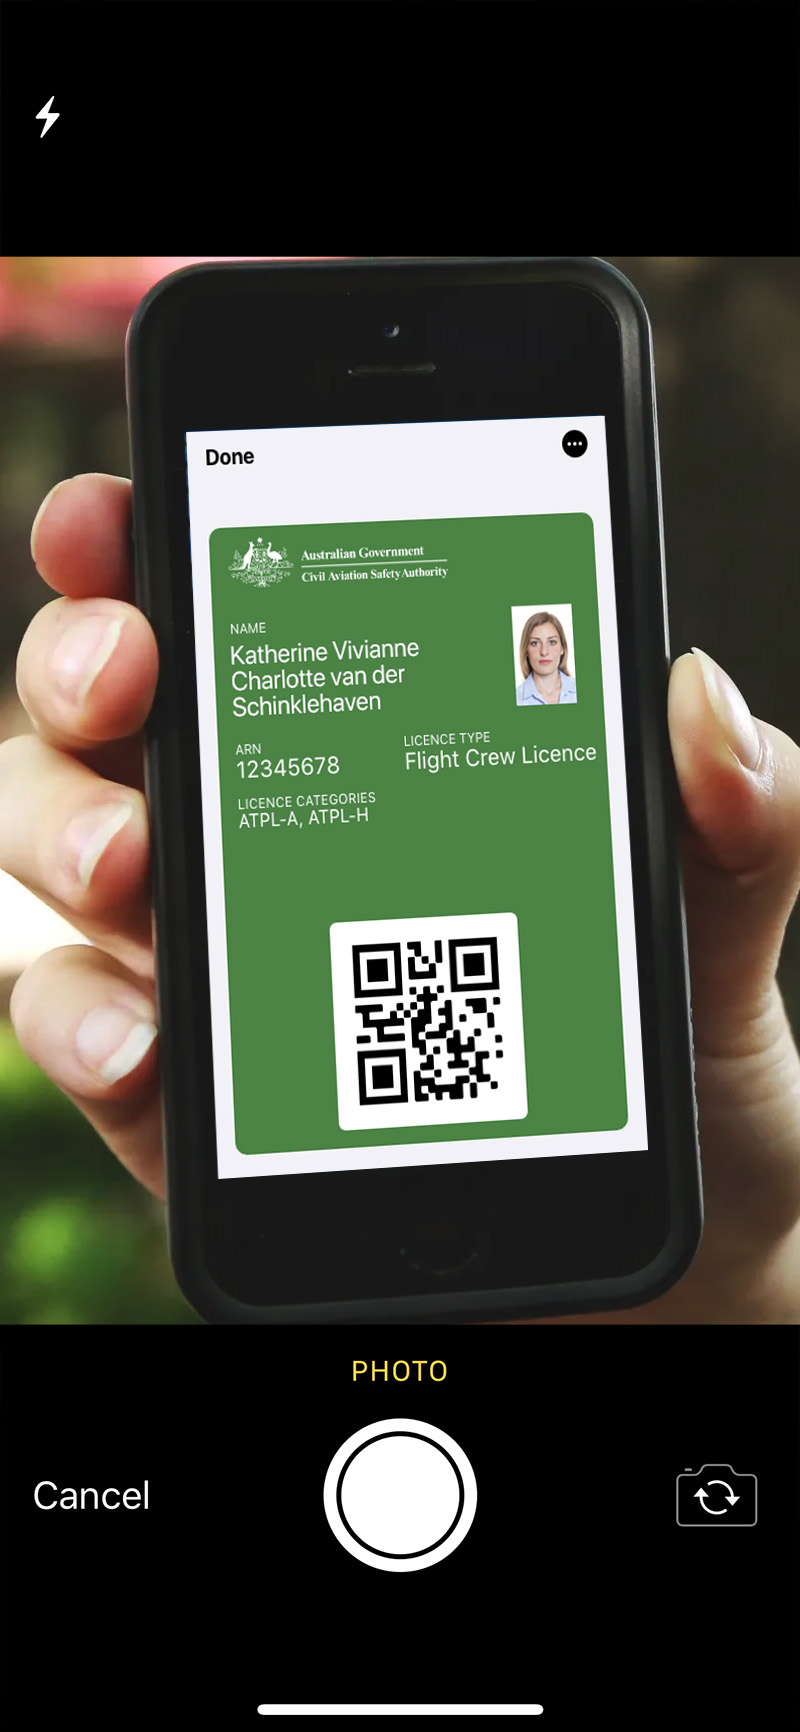 Done
Australian Government
Civil Aviation Safety Authority
NAME
Katherine Vivianne
Charlotte van der
Schinklehaven
ARN
12345678
LICENCE TYPE
Flight Crew Licence
LICENCE CATEGORIES
ATPL-A, ATPL-H
PHOTO
Cancel